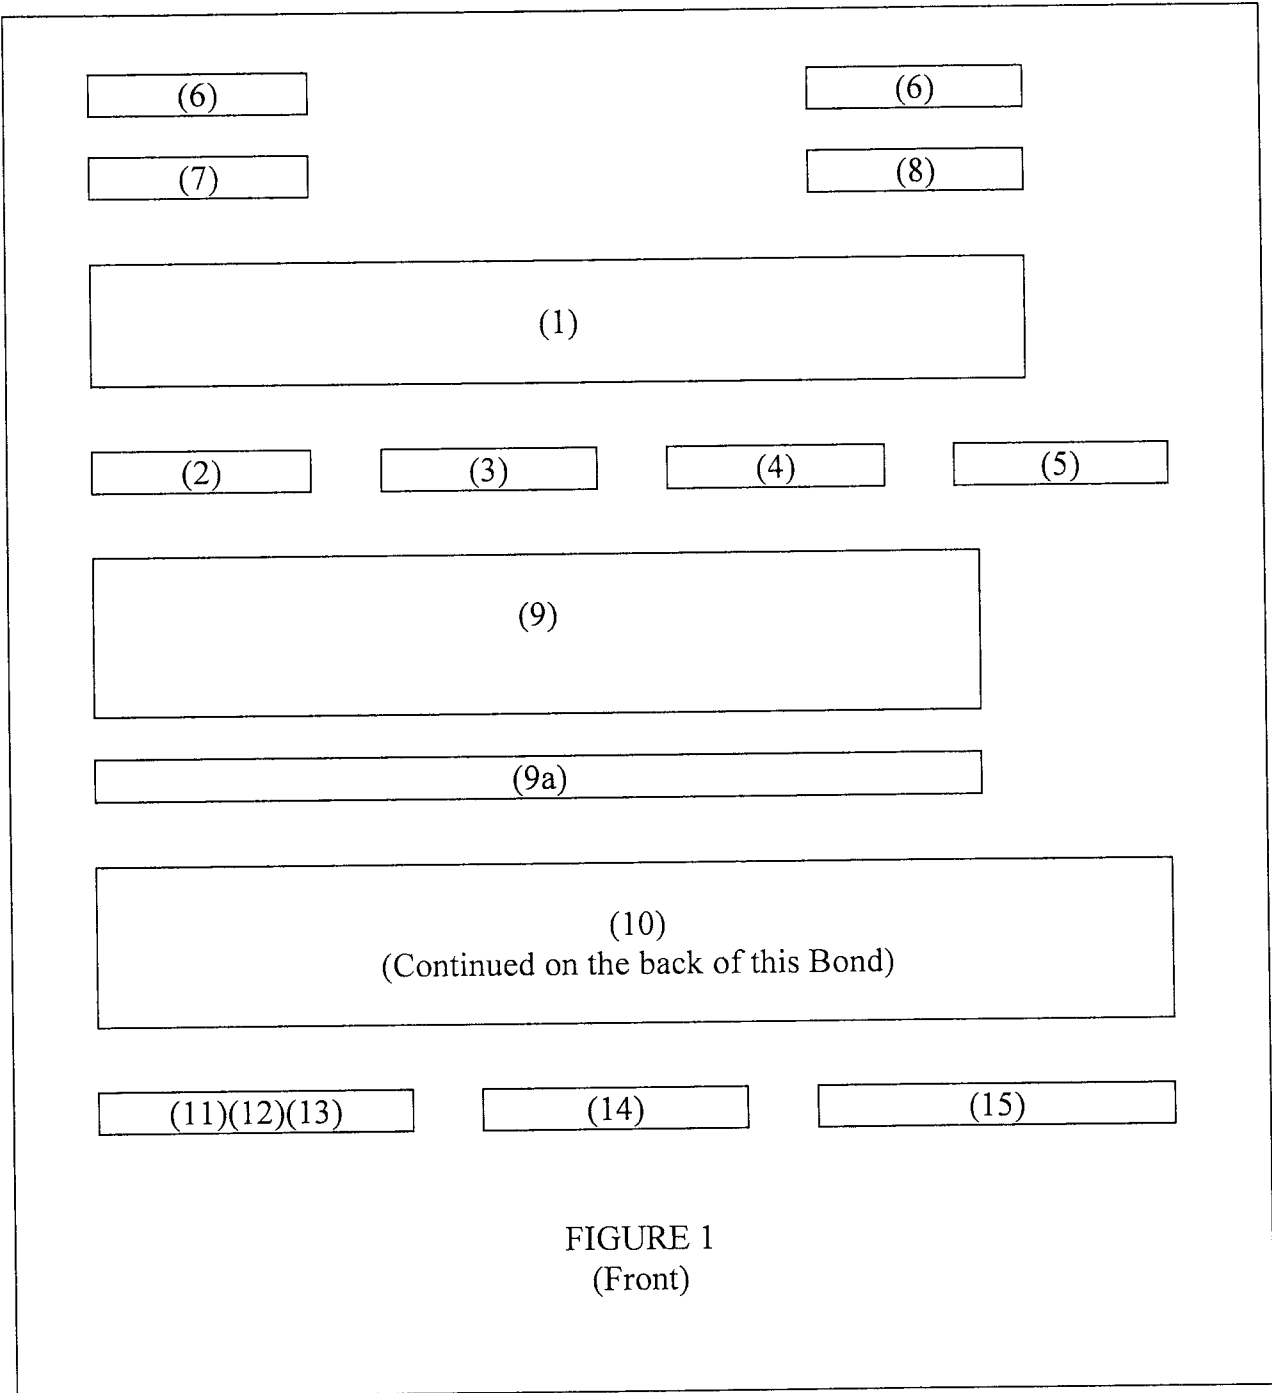 (6) (6)
(7) (8)
(1)
(2) (3) (4) (5)
(9)
(9a)
(10)
(Continued on the back of this Bond)
(11)(12)(13) (14) (15)
FIGURE 1
(Front)